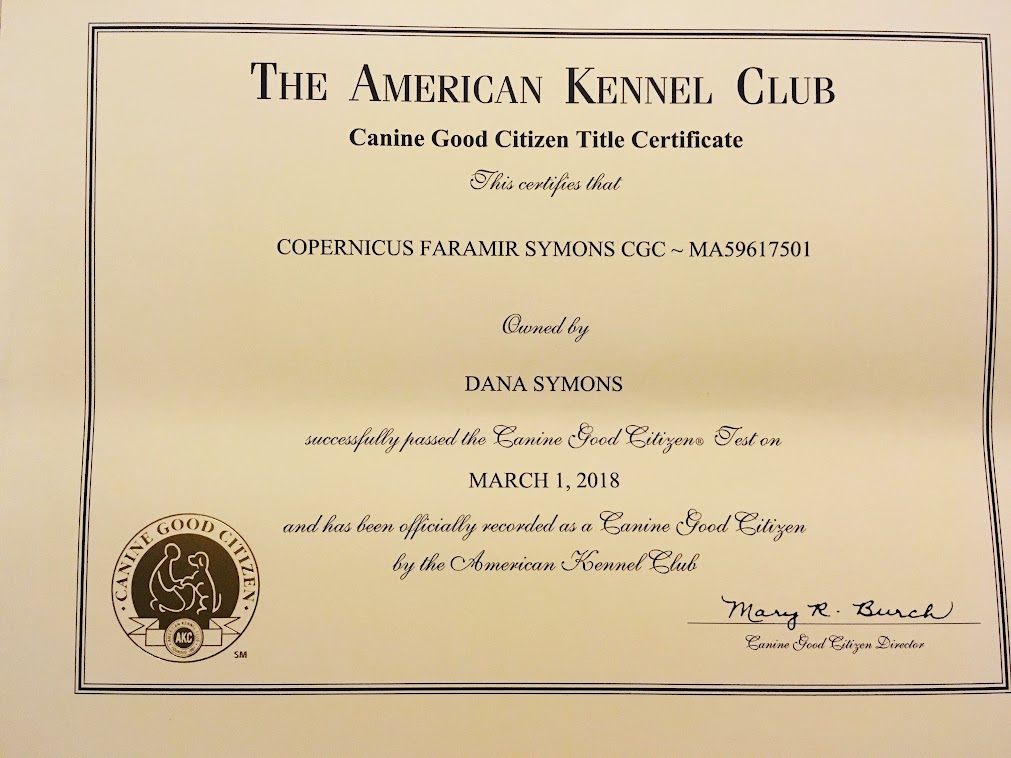 THE AMERICAN KENNEL CLUB
Canine Good Citizen Title Certificate
This certifies that
COPERNICUS FARAMIR SYMONS CGC ~ MA59617501
Owned by
DANA SYMONS
successfully passed the Canine Good Citizen® Test on
MARCH 1, 2018
and has been officially recorded as a Canine Good Citizen
by the American Kennel Club
· CANINE GOOD CITIZEN ·
AKC
SM
Mary R. Burch
Canine Good Citizen Director